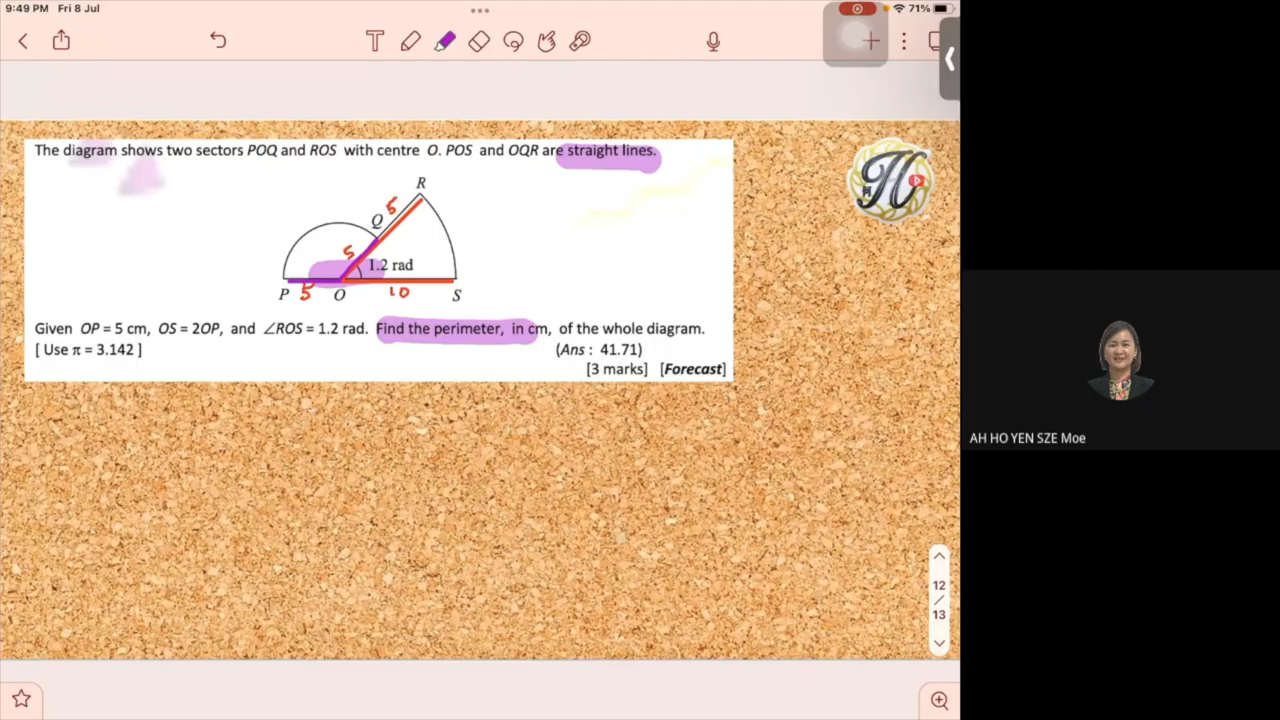 9:49 PM Fri 8 Jul
71%
The diagram shows two sectors POQ and ROS with centre O. POS and OQR are straight lines.
R
5
Q
5
1.2 rad
P 5 O 10 S
Given OP = 5 cm, OS = 2OP, and ∠ROS = 1.2 rad. Find the perimeter, in cm, of the whole diagram.
[ Use π = 3.142 ]
(Ans : 41.71)
[3 marks] [Forecast]
AH HO YEN SZE Moe
12
/
13